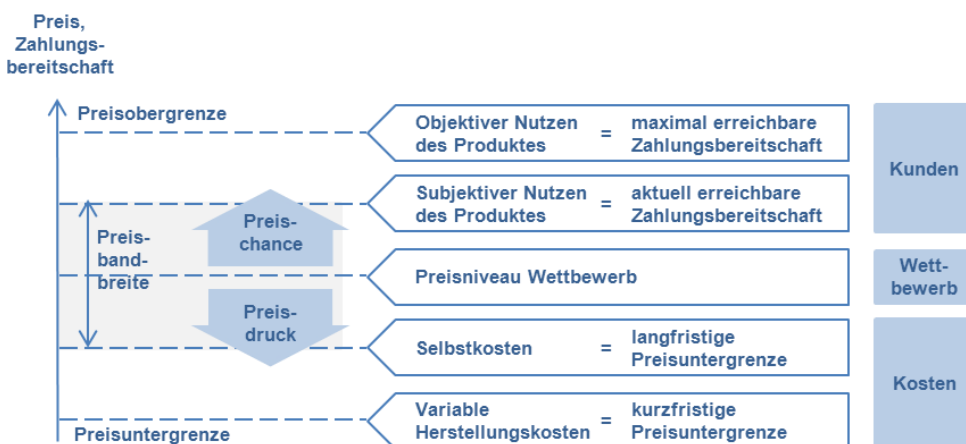 Preis,
Zahlungs-
bereitschaft
Preisobergrenze
Objektiver Nutzen
des Produktes
=
maximal erreichbare
Zahlungsbereitschaft
Kunden
Subjektiver Nutzen
des Produktes
=
aktuell erreichbare
Zahlungsbereitschaft
Preis-
chance
Preis-
band-
breite
Preisniveau Wettbewerb
Wett-
bewerb
Preis-
druck
Selbstkosten
=
langfristige
Preisuntergrenze
Kosten
Variable
Herstellungskosten
=
kurzfristige
Preisuntergrenze
Preisuntergrenze